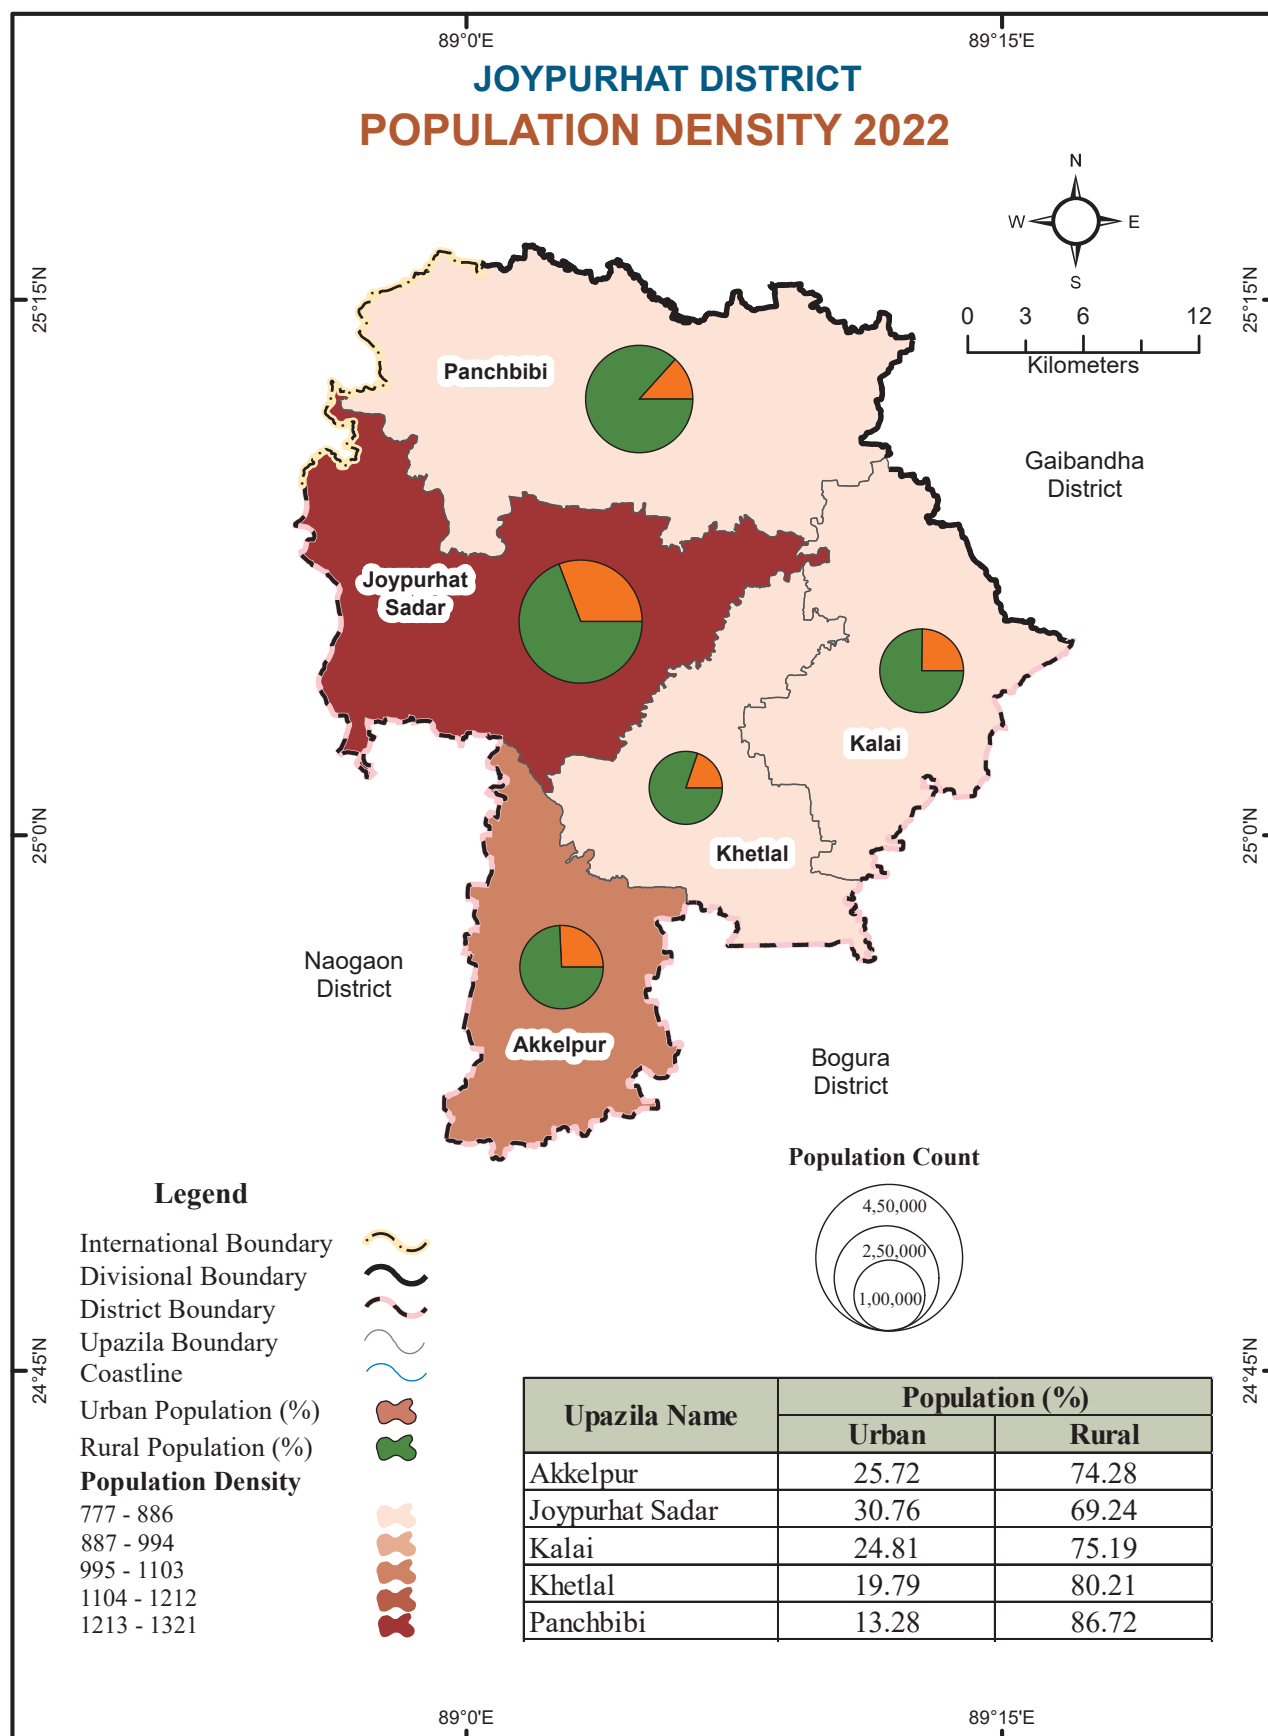 89°0'E 89°15'E
JOYPURHAT DISTRICT
POPULATION DENSITY 2022
N
W E
S
25°15'N 25°15'N
0 3 6 12
Kilometers
Panchbibi
Gaibandha
District
Joypurhat
Sadar
Kalai
25°0'N 25°0'N
Khetlal
Naogaon
District
Akkelpur
Bogura
District
Population Count
4,50,000
2,50,000
1,00,000
Legend
International Boundary
Divisional Boundary
District Boundary
Upazila Boundary
Coastline
Urban Population (%)
Rural Population (%)
Population Density
777 - 886
887 - 994
995 - 1103
1104 - 1212
1213 - 1321
24°45'N 24°45'N
Upazila Name Population (%)
Urban Rural
Akkelpur 25.72 74.28
Joypurhat Sadar 30.76 69.24
Kalai 24.81 75.19
Khetlal 19.79 80.21
Panchbibi 13.28 86.72
89°0'E 89°15'E